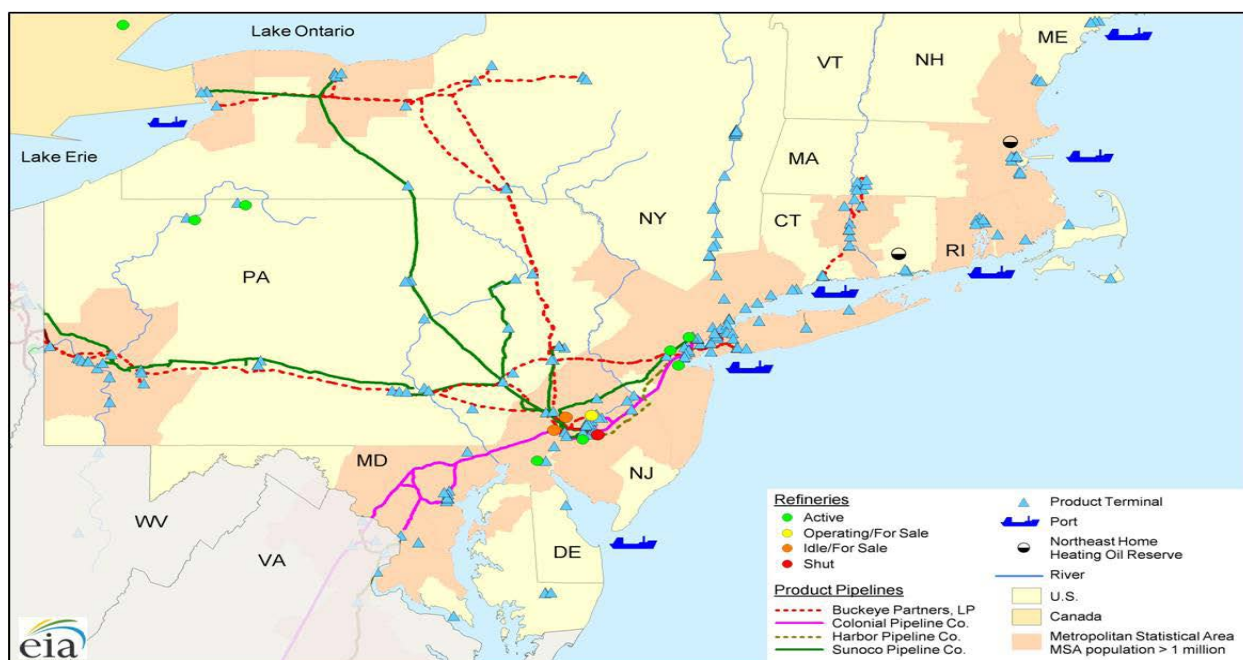 Lake Ontario
ME
VT
NH
Lake Erie
MA
NY
CT
RI
PA
MD
NJ
WV
VA
DE
Refineries
Active
Operating/For Sale
Idle/For Sale
Shut
Product Pipelines
Buckeye Partners, LP
Colonial Pipeline Co.
Harbor Pipeline Co.
Sunoco Pipeline Co.
Product Terminal
Port
Northeast Home
Heating Oil Reserve
River
U.S.
Canada
Metropolitan Statistical Area
MSA population > 1 million
eia